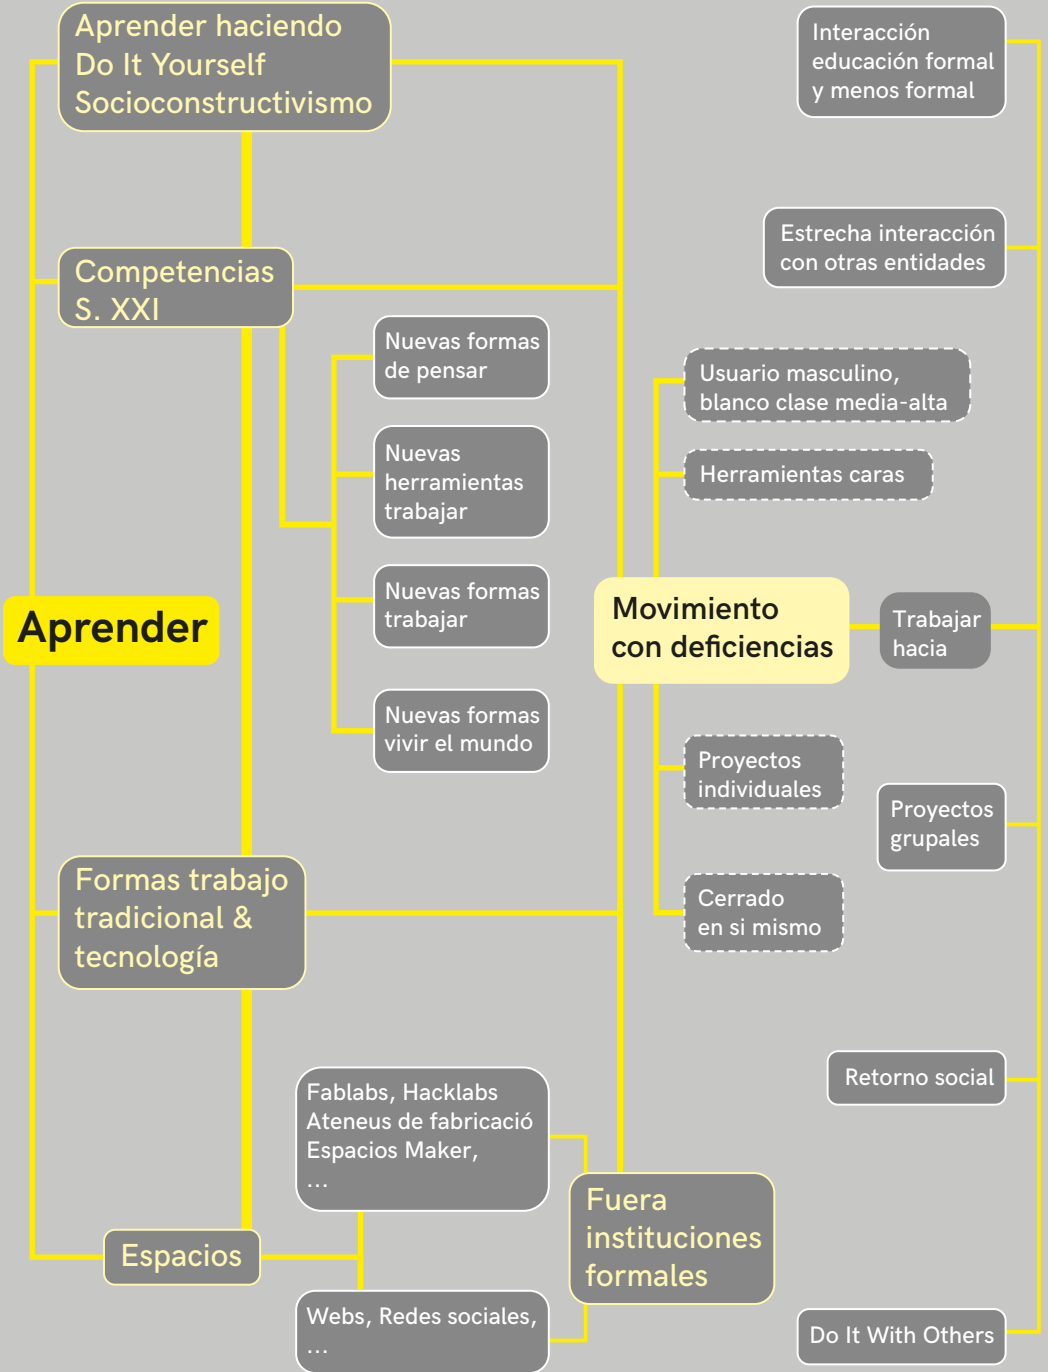 Aprender haciendo
Do It Yourself
Socioconstructivismo
Interacción
educación formal
y menos formal
Estrecha interacción
con otras entidades
Competencias
S. XXI
Nuevas formas
de pensar
Nuevas
herramientas
trabajar
Nuevas formas
trabajar
Nuevas formas
vivir el mundo
Usuario masculino,
blanco clase media-alta
Herramientas caras
Aprender
Movimiento
con deficiencias
Trabajar
hacia
Proyectos
individuales
Proyectos
grupales
Cerrado
en si mismo
Formas trabajo
tradicional &
tecnología
Retorno social
Fablabs, Hacklabs
Ateneus de fabricació
Espacios Maker,
...
Fuera
instituciones
formales
Espacios
Webs, Redes sociales,
...
Do It With Others